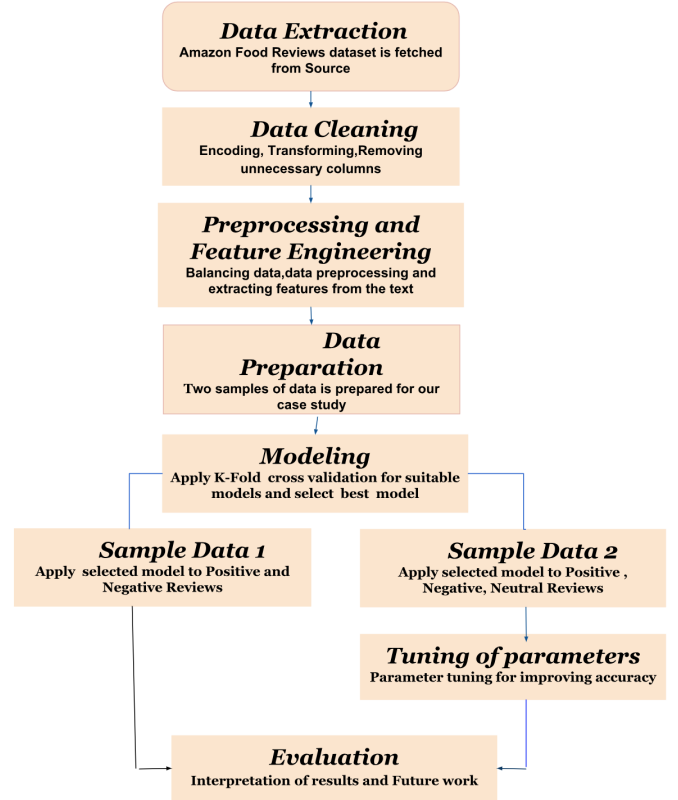 Data Extraction
Amazon Food Reviews dataset is fetched
from Source
Data Cleaning
Encoding, Transforming,Removing
unnecessary columns
Preprocessing and
Feature Engineering
Balancing data,data preprocessing and
extracting features from the text
Data
Preparation
Two samples of data is prepared for our
case study
Modeling
Apply K-Fold cross validation for suitable
models and select best model
Sample Data 1
Apply selected model to Positive and
Negative Reviews
Sample Data 2
Apply selected model to Positive ,
Negative, Neutral Reviews
Tuning of parameters
Parameter tuning for improving accuracy
Evaluation
Interpretation of results and Future work